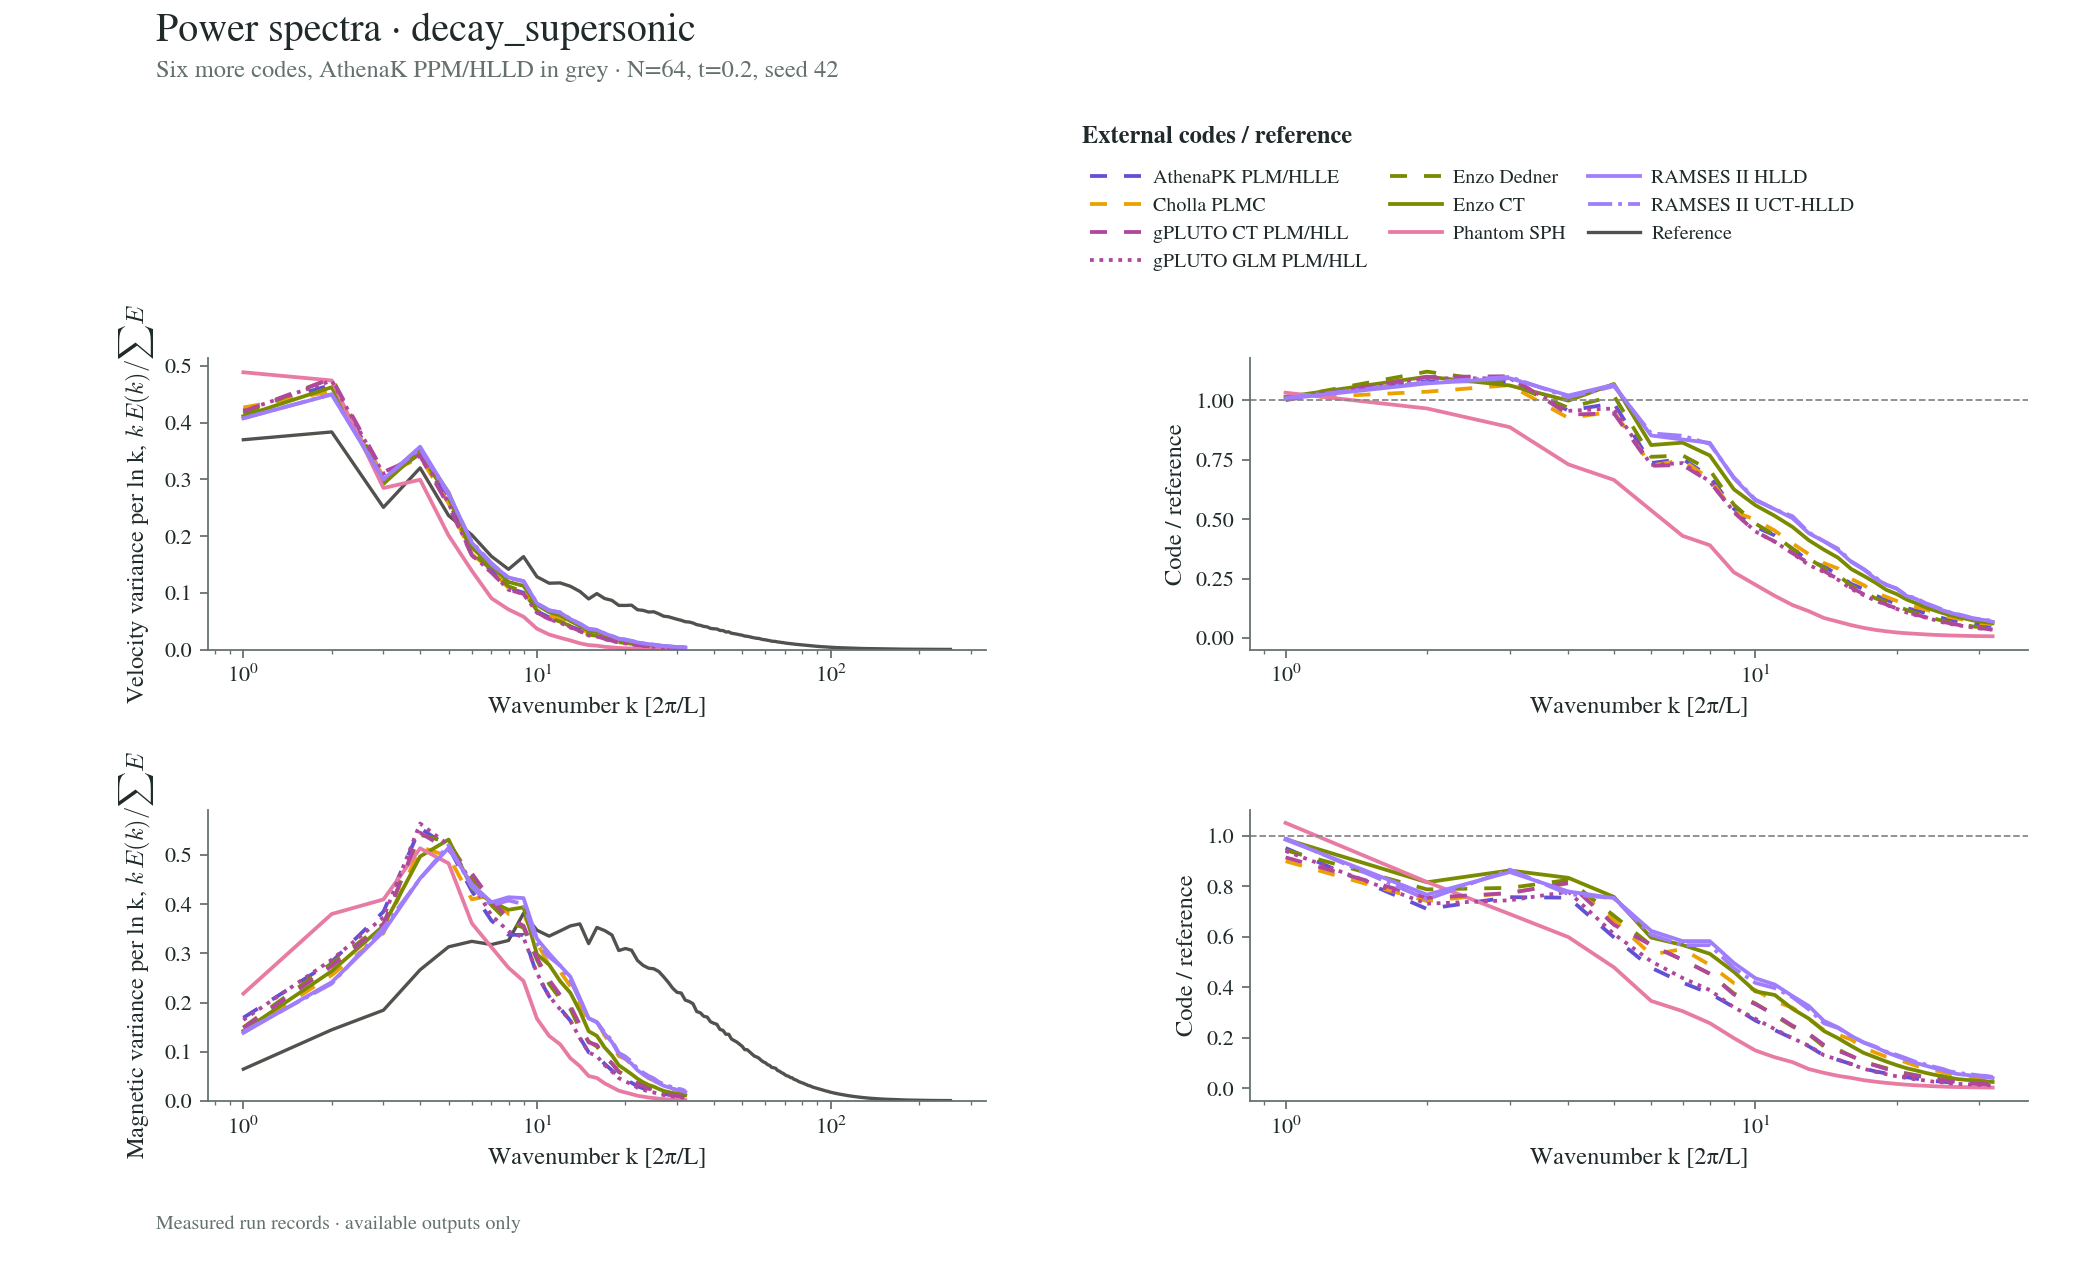 Power spectra · decay_supersonic
Six more codes, AthenaK PPM/HLLD in grey · N=64, t=0.2, seed 42
External codes / reference
AthenaPK PLM/HLLE
Cholla PLMC
gPLUTO CT PLM/HLL
gPLUTO GLM PLM/HLL
Enzo Dedner
Enzo CT
Phantom SPH
RAMSES II HLLD
RAMSES II UCT-HLLD
Reference
Velocity variance per ln k, k E(k)/∑E
0.5
0.4
0.3
0.2
0.1
0.0
10⁰ 10¹ 10²
Wavenumber k [2π/L]
Code / reference
1.00
0.75
0.50
0.25
0.00
10⁰ 10¹
Wavenumber k [2π/L]
Magnetic variance per ln k, k E(k)/∑E
0.5
0.4
0.3
0.2
0.1
0.0
10⁰ 10¹ 10²
Wavenumber k [2π/L]
Code / reference
1.0
0.8
0.6
0.4
0.2
0.0
10⁰ 10¹
Wavenumber k [2π/L]
Measured run records · available outputs only